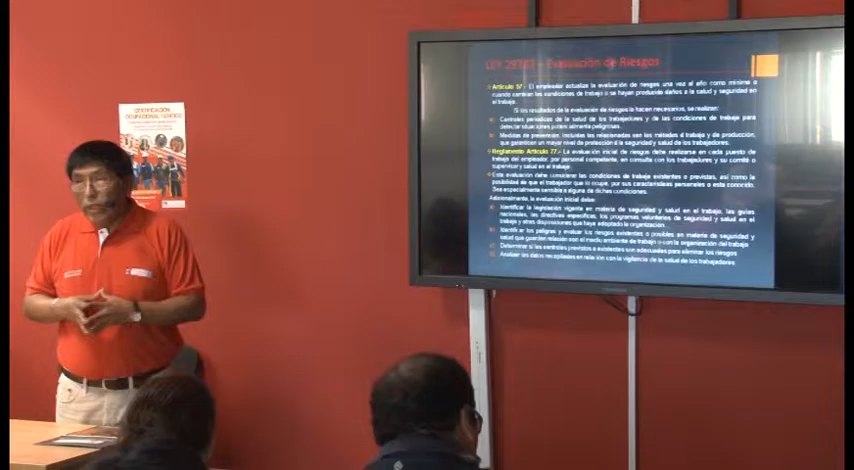 CERTIFICACIÓN
LEY 29783 - Evaluación de Riesgos
Artículo 57.- El empleador actualiza la evaluación de riesgos una vez al año como mínimo o
cuando cambien las condiciones de trabajo o se hayan producido daños a la salud y seguridad en
el trabajo.
Si los resultados de la evaluación de riesgos lo hacen necesarios, se realizan:
Controles periódicos de la salud de los trabajadores y de las condiciones de trabajo para
detectar situaciones potencialmente peligrosas.
Medidas de prevención, incluidas las relacionadas con los métodos de trabajo y de producción,
que garanticen un mayor nivel de protección a la seguridad y salud de los trabajadores.
Reglamento Artículo 77.- La evaluación inicial de riesgos debe realizarse en cada puesto de
trabajo del empleador, por personal competente, en consulta con los trabajadores y su comité o
supervisor y salud en el trabajo.
Esta evaluación debe considerar las condiciones de trabajo existentes o previstas, así como la
posibilidad de que el trabajador que lo ocupe, por sus características personales o esta conocido.
Sea especialmente sensible a alguna de dichas condiciones.
Adicionalmente, la evaluación inicial debe:
Identificar la legislación vigente en materia de seguridad y salud en el trabajo, las guías
nacionales, las directivas específicas, los programas voluntarios de seguridad y salud en el
trabajo y otras disposiciones que haya adoptado la organización.
Identificar los peligros y evaluar los riesgos existentes o posibles en materia de seguridad y
salud que guarden relación con el medio ambiente de trabajo o con la organización del trabajo
Determinar si los controles previstos o existentes son adecuados para eliminar los riesgos
Analizar los datos recopilados en relación con la vigilancia de la salud de los trabajadores.